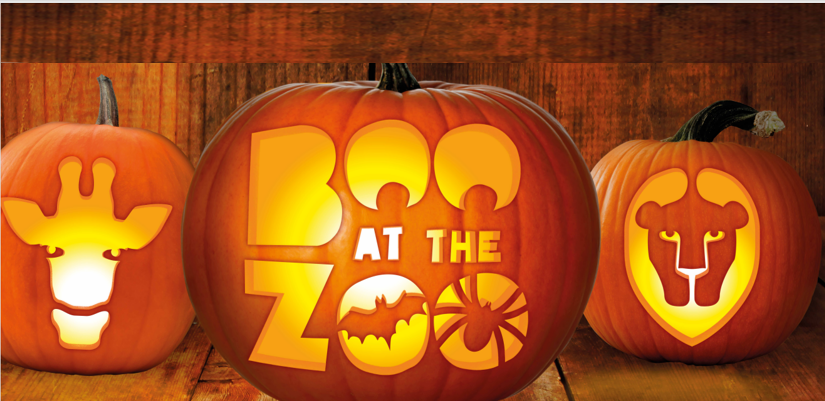 BOO
AT THE
ZOO